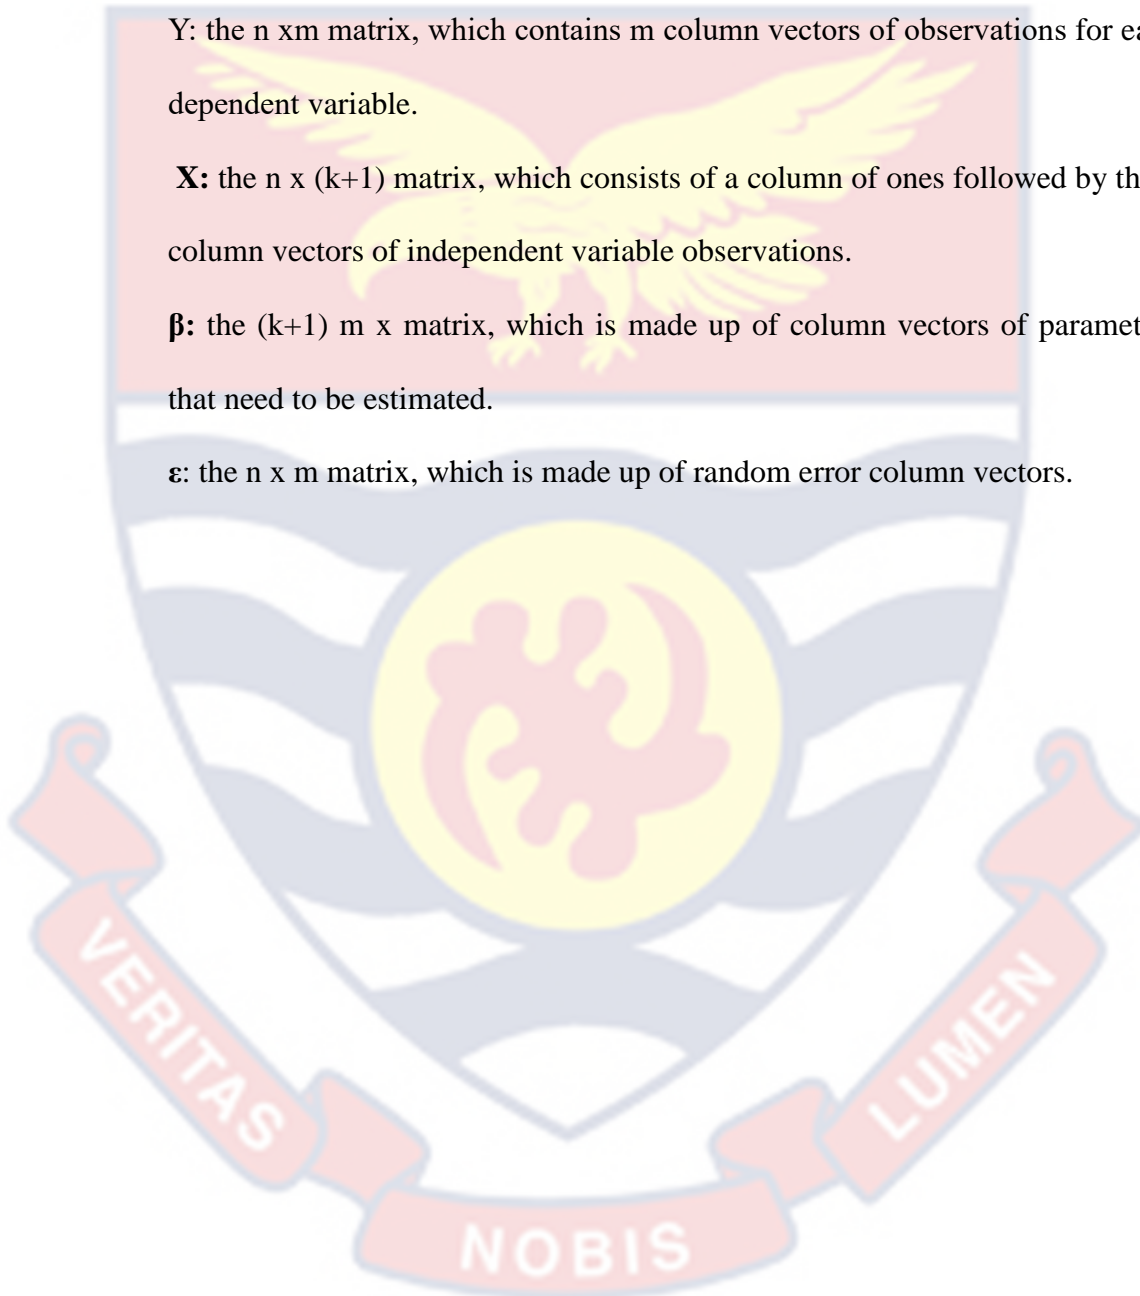 Y: the n xm matrix, which contains m column vectors of observations for ea
dependent variable.
X: the n x (k+1) matrix, which consists of a column of ones followed by th
column vectors of independent variable observations.
β: the (k+1) m x matrix, which is made up of column vectors of paramet
that need to be estimated.
ε: the n x m matrix, which is made up of random error column vectors.
VERITAS
NOBIS
LUMEN